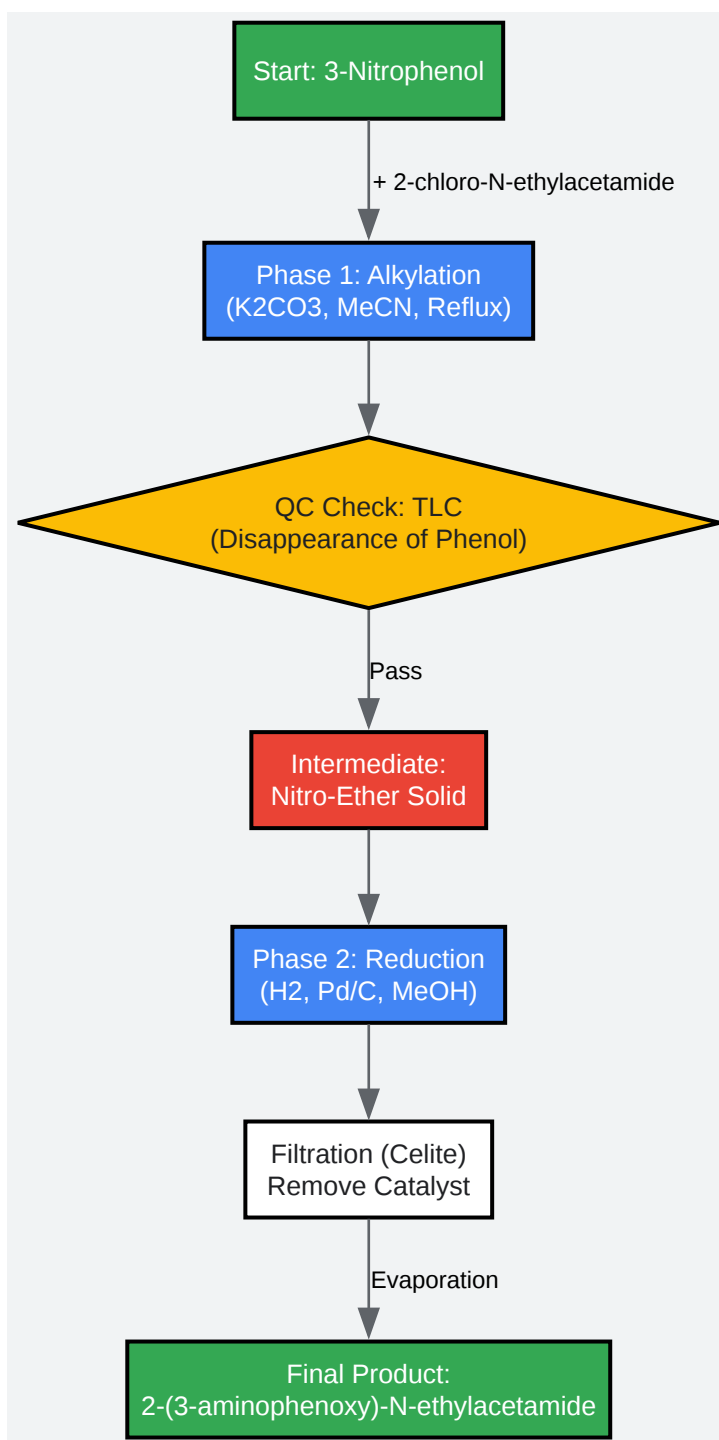 Start: 3-Nitrophenol
+ 2-chloro-N-ethylacetamide
Phase 1: Alkylation
(K2CO3, MeCN, Reflux)
QC Check: TLC
(Disappearance of Phenol)
Pass
Intermediate:
Nitro-Ether Solid
Phase 2: Reduction
(H2, Pd/C, MeOH)
Filtration (Celite)
Remove Catalyst
Evaporation
Final Product:
2-(3-aminophenoxy)-N-ethylacetamide